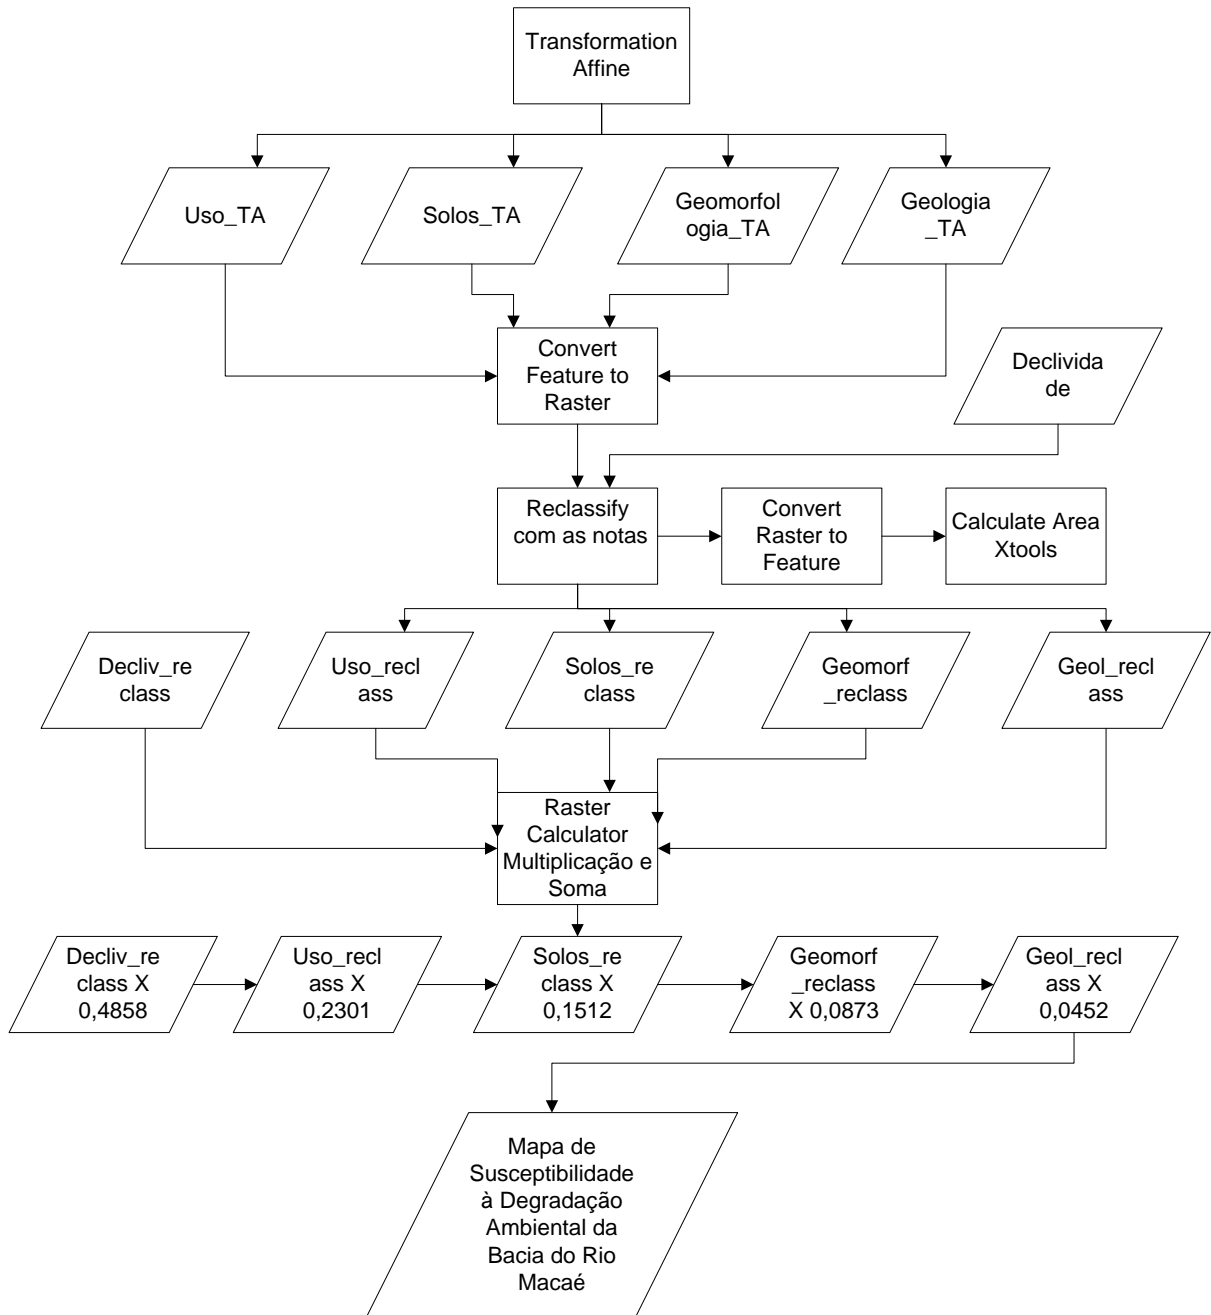 Transformation
Affine
Uso_TA
Solos_TA
Geomorfol
ogia_TA
Geologia
_TA
Convert
Feature to
Raster
Declivida
de
Reclassify
com as notas
Convert
Raster to
Feature
Calculate Area
Xtools
Decliv_re
class
Uso_recl
ass
Solos_re
class
Geomorf
_reclass
Geol_recl
ass
Raster
Calculator
Multiplicação e
Soma
Decliv_re
class X
0,4858
Uso_recl
ass X
0,2301
Solos_re
class X
0,1512
Geomorf
_reclass
X 0,0873
Geol_recl
ass X
0,0452
Mapa de
Susceptibilidade
à Degradação
Ambiental da
Bacia do Rio
Macaé